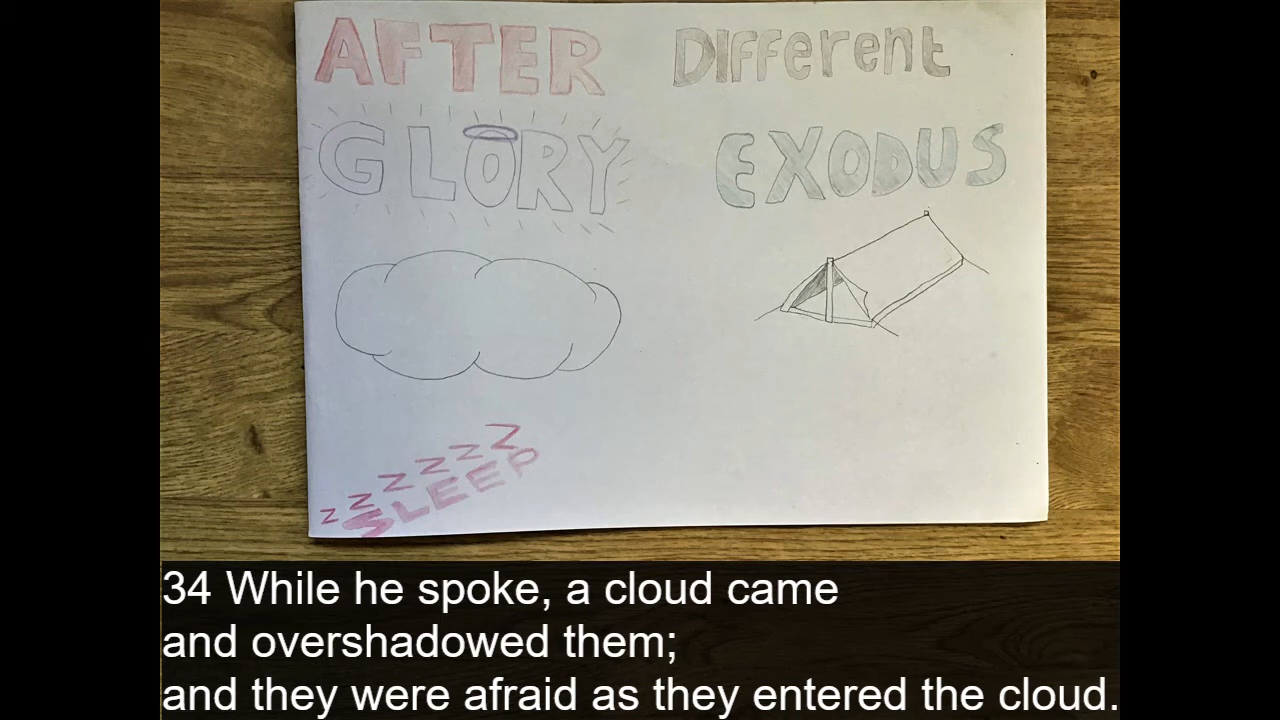 AFTER
DIFFerent
GLORY
EXODUS
Z Z Z Z Z Z
SLEEP
34 While he spoke, a cloud came
and overshadowed them;
and they were afraid as they entered the cloud.